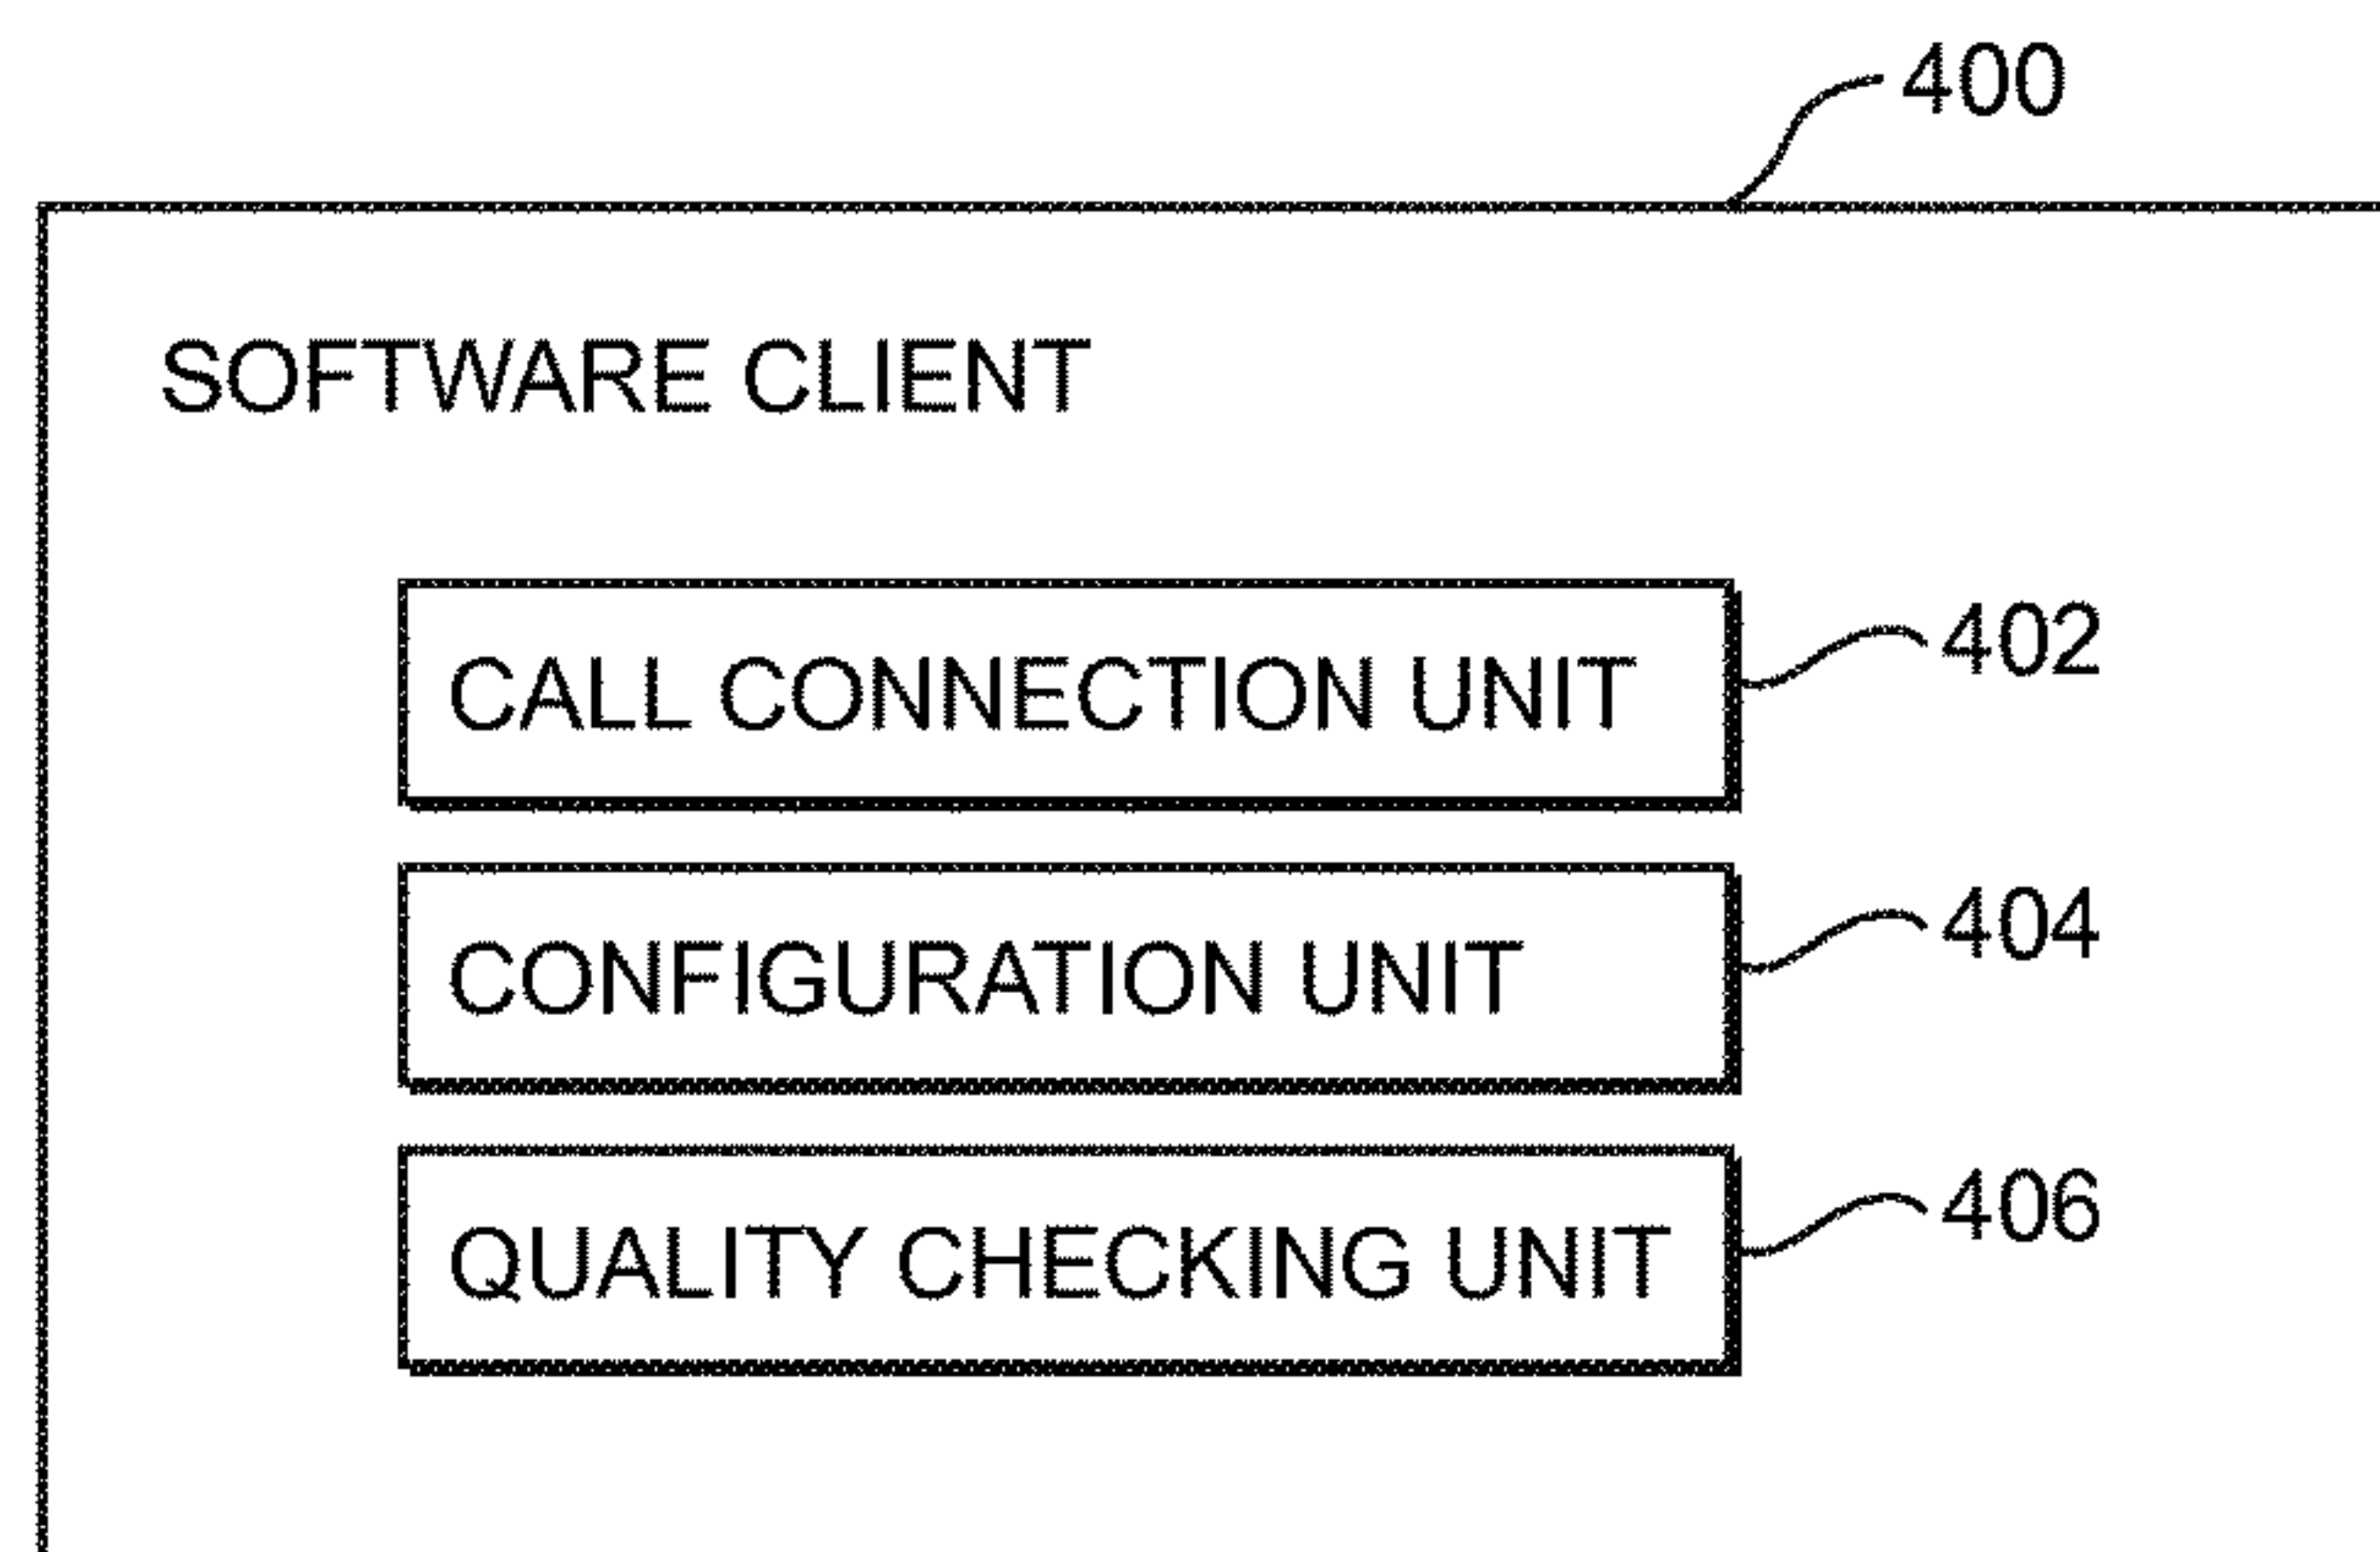 400
SOFTWARE CLIENT
CALL CONNECTION UNIT
402
CONFIGURATION UNIT
404
QUALITY CHECKING UNIT
406